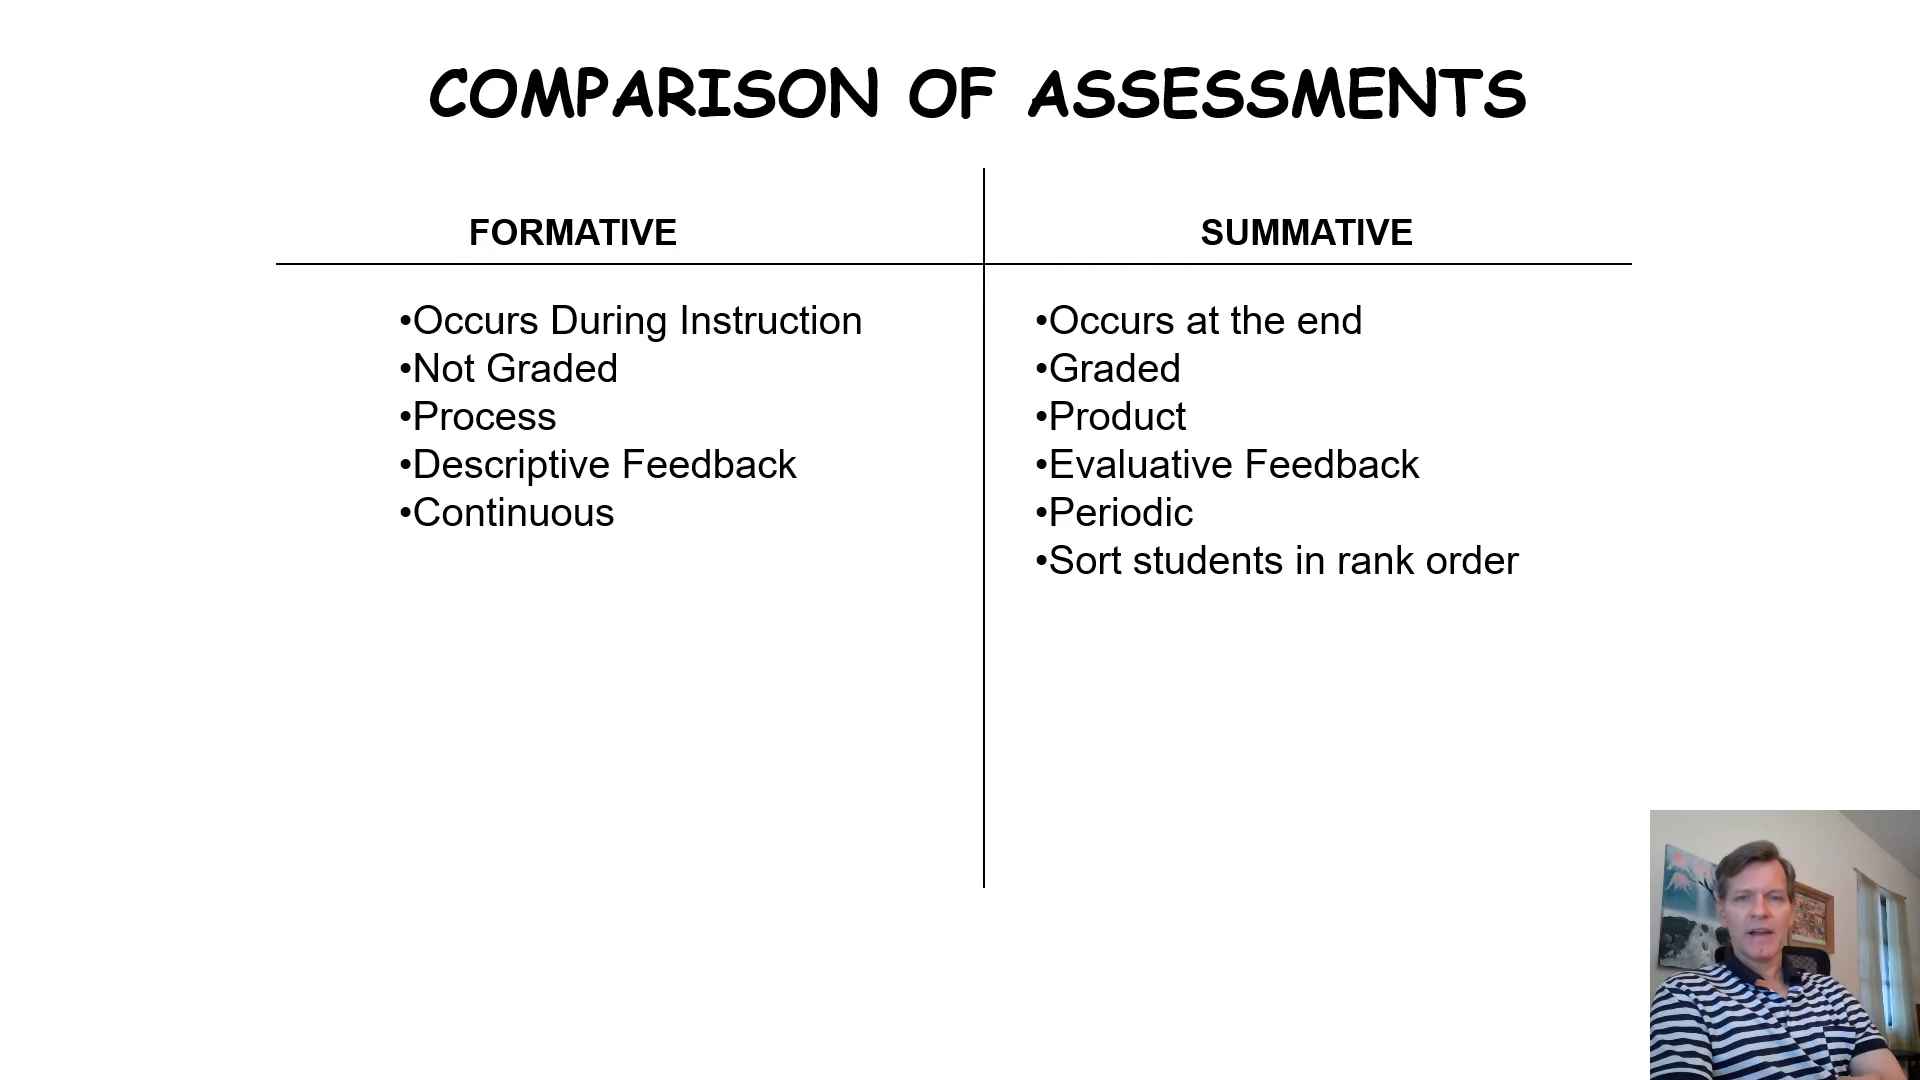 COMPARISON OF ASSESSMENTS
FORMATIVE
•Occurs During Instruction
•Not Graded
•Process
•Descriptive Feedback
•Continuous
SUMMATIVE
•Occurs at the end
•Graded
•Product
•Evaluative Feedback
•Periodic
•Sort students in rank order